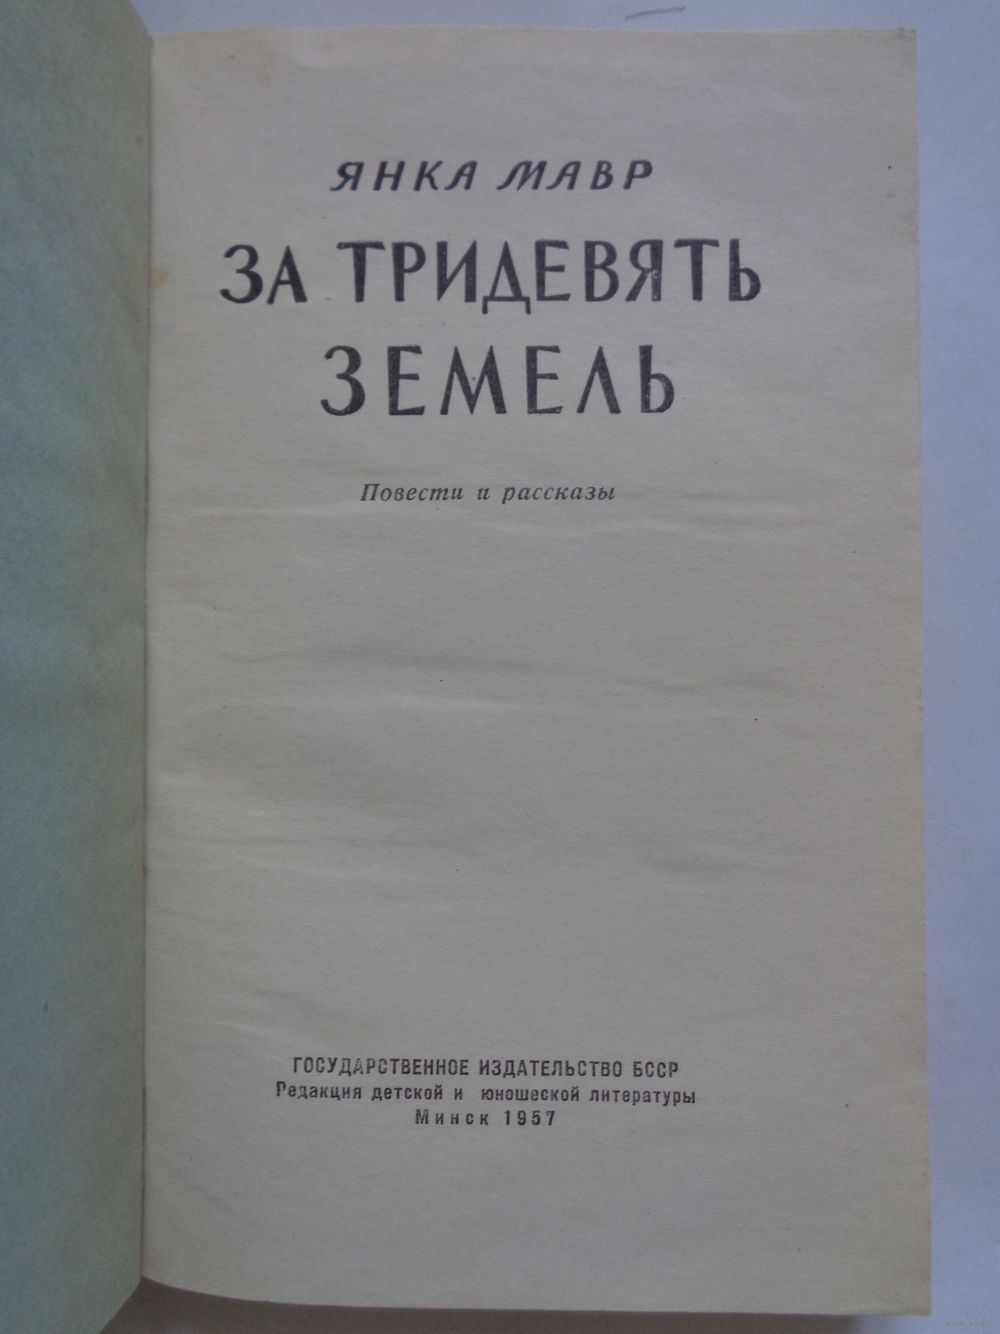 ЯНКА МАВР
ЗА ТРИДЕВЯТЬ
ЗЕМЕЛЬ
Повести и рассказы
ГОСУДАРСТВЕННОЕ ИЗДАТЕЛЬСТВО БССР
Редакция детской и юношеской литературы
Минск 1957